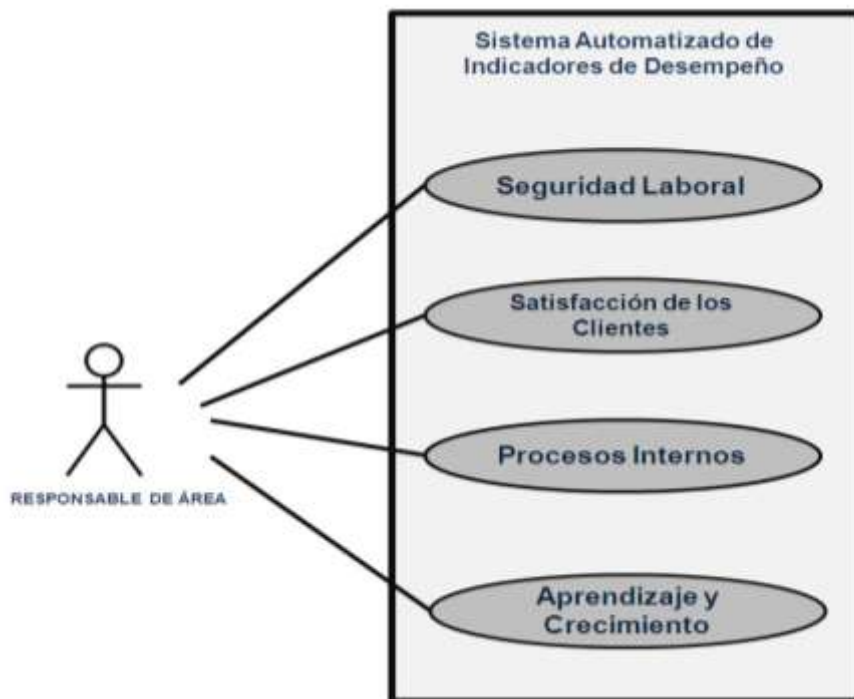 Sistema Automatizado de
Indicadores de Desempeño
Seguridad Laboral
Satisfacción de los
Clientes
Procesos Internos
RESPONSABLE DE ÁREA
Aprendizaje y
Crecimiento